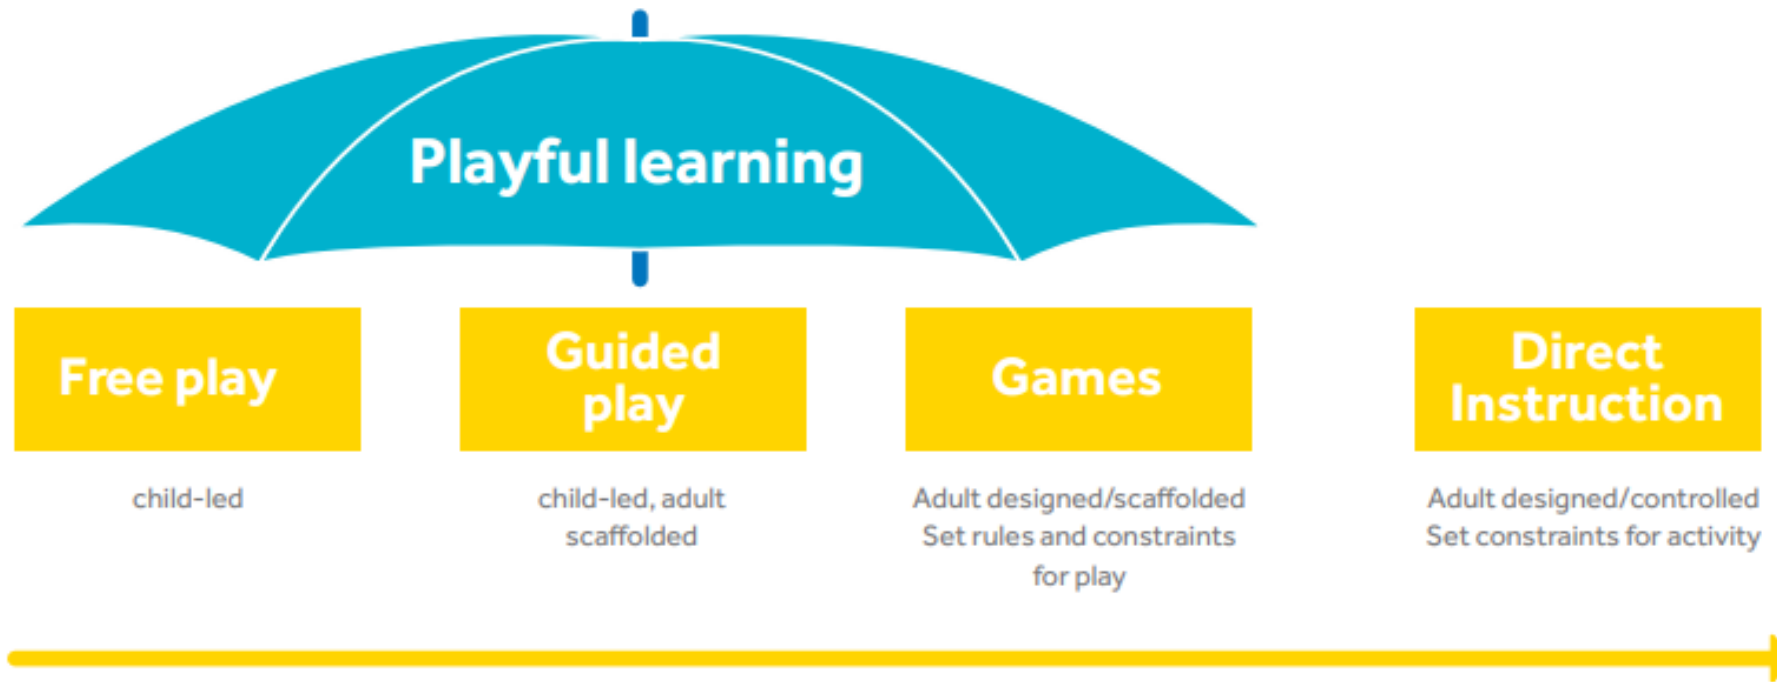 Playful learning
Free play
child-led
Guided
play
child-led, adult
scaffolded
Games
Adult designed/scaffolded
Set rules and constraints
for play
Direct
Instruction
Adult designed/controlled
Set constraints for activity